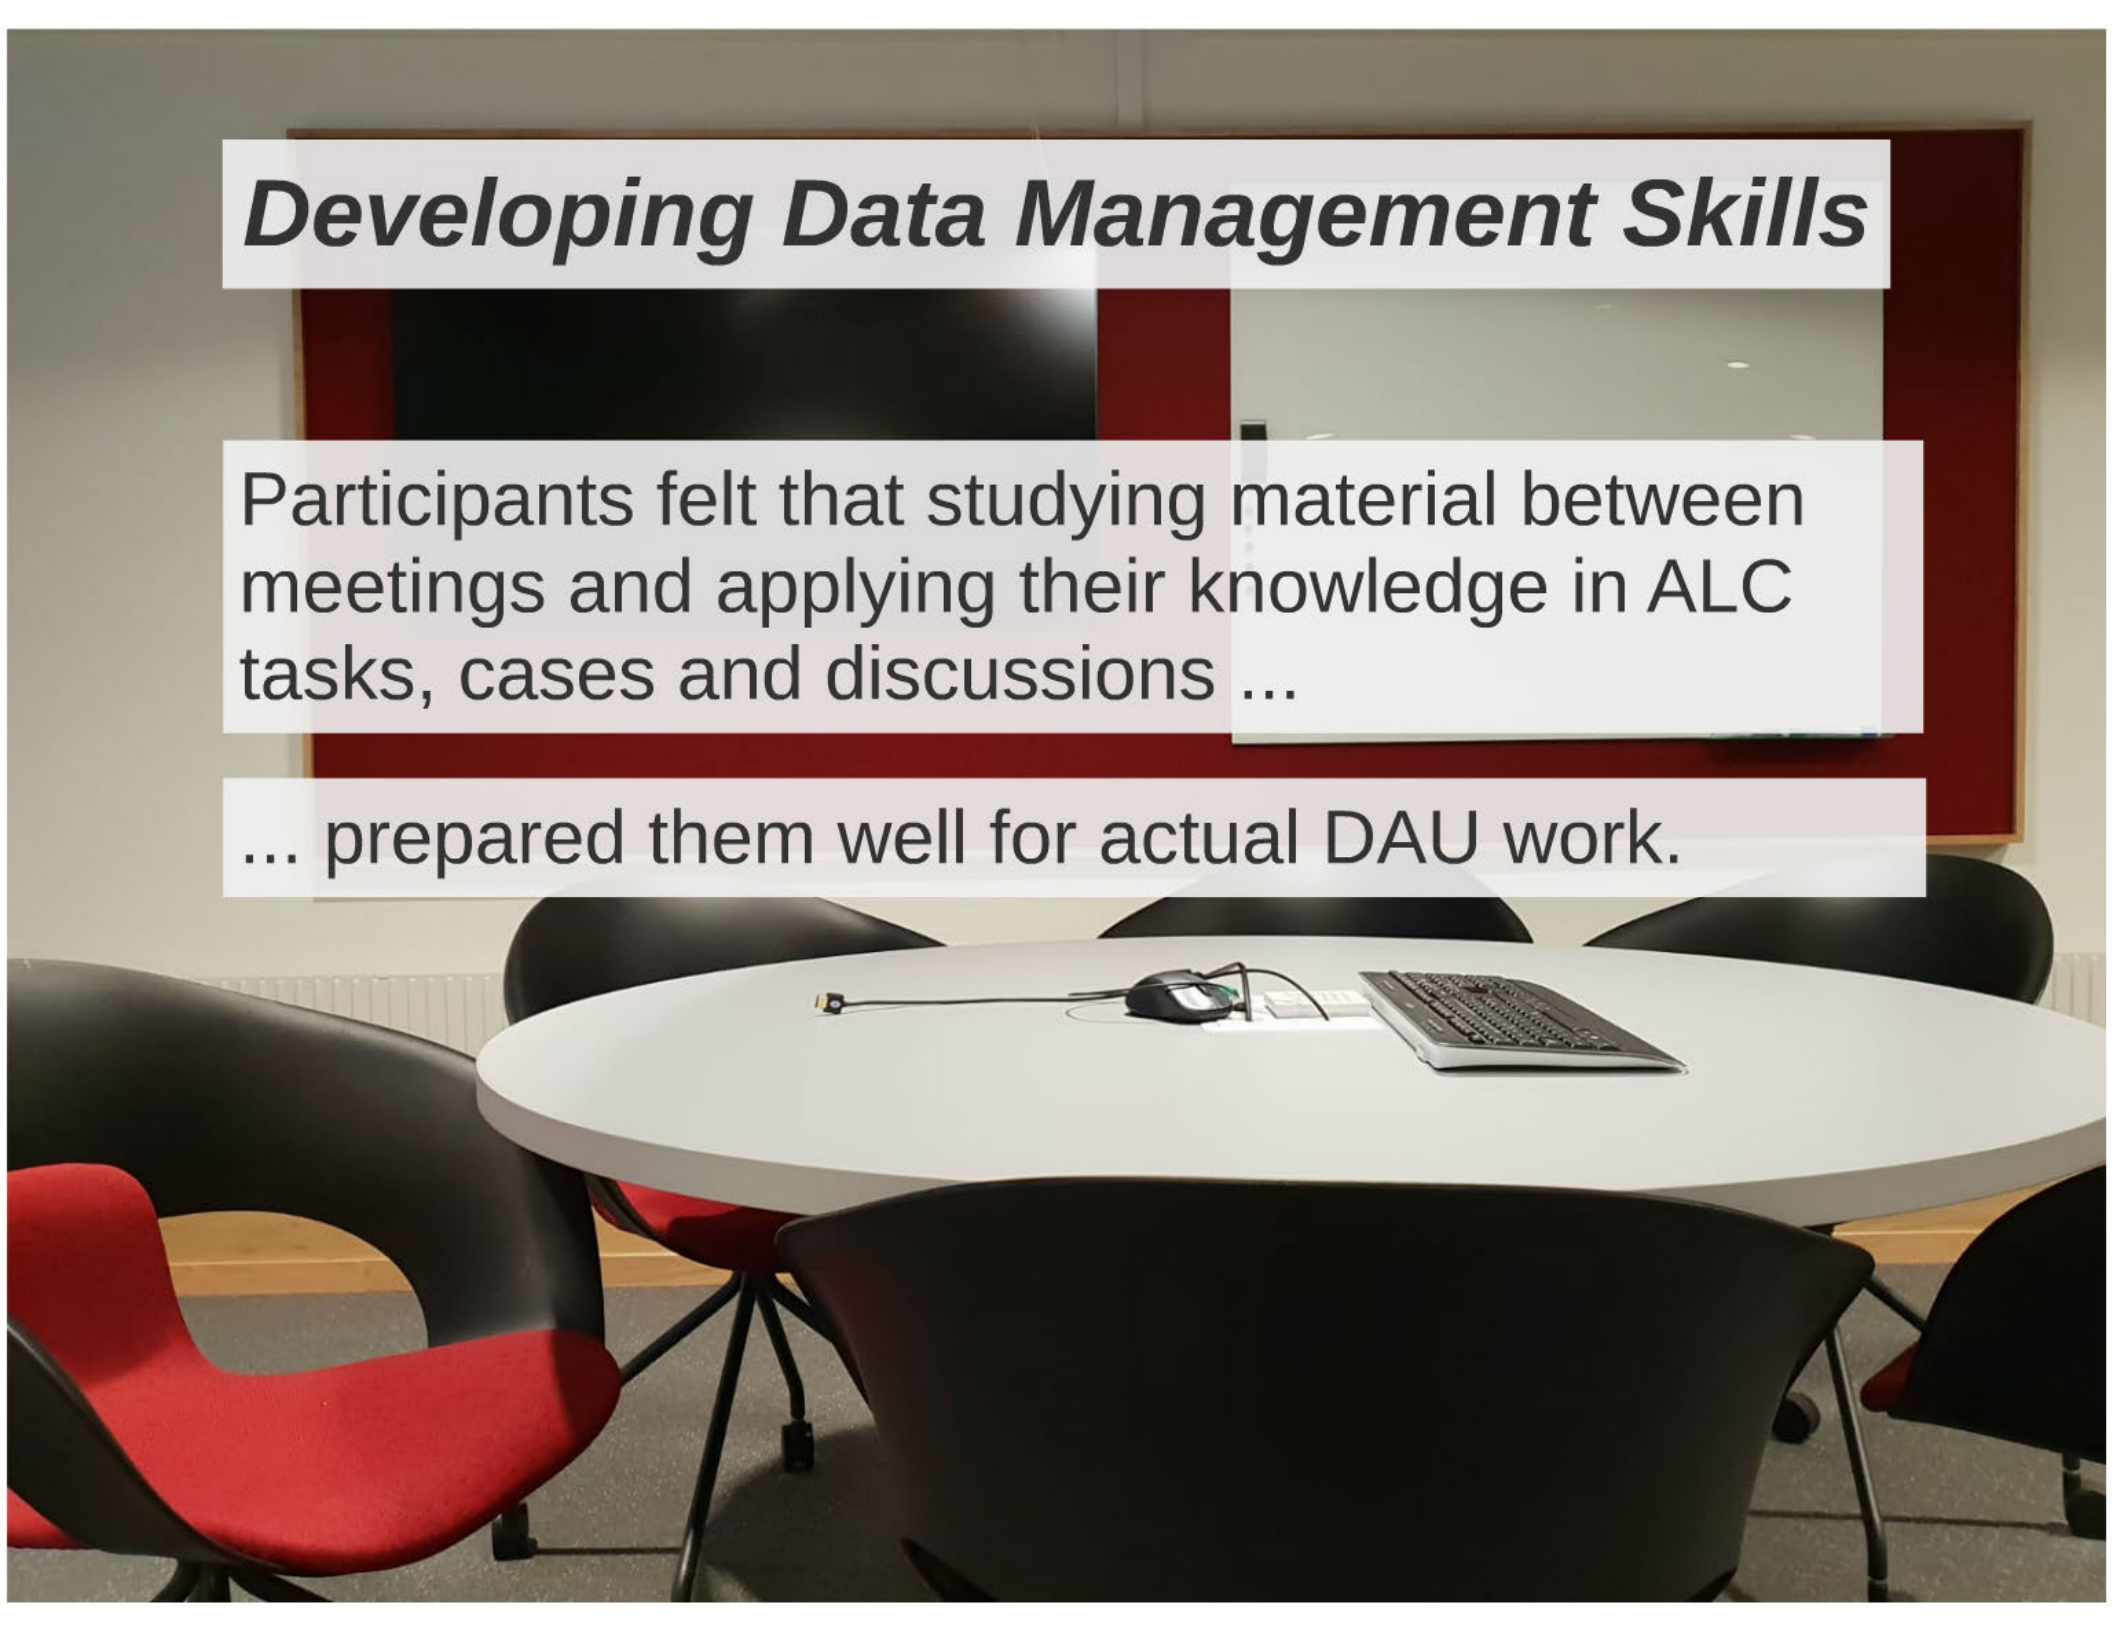 Developing Data Management Skills
Participants felt that studying material between
meetings and applying their knowledge in ALC
tasks, cases and discussions ...
... prepared them well for actual DAU work.